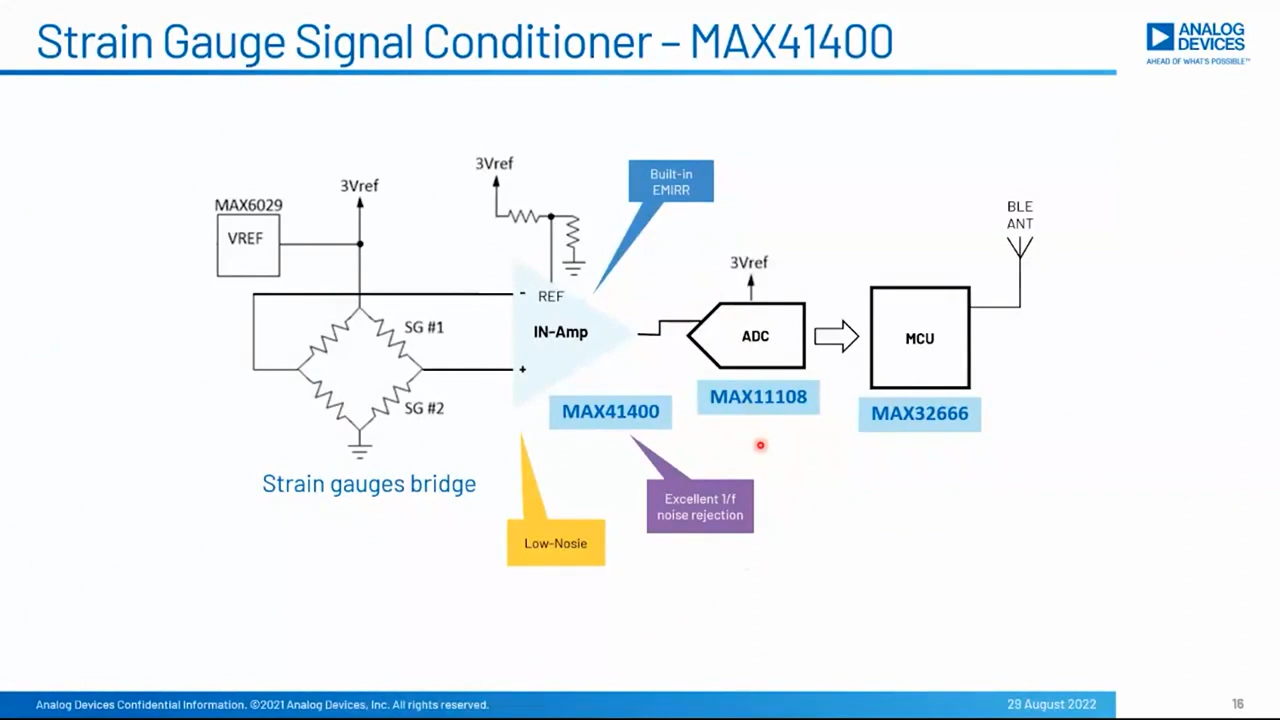 Strain Gauge Signal Conditioner – MAX41400
ANALOG
DEVICES
AHEAD OF WHAT'S POSSIBLE™
3Vref
Built-in
EMIRR
3Vref
MAX6029
VREF
BLE
ANT
3Vref
- REF
SG #1
IN-Amp
ADC
MCU
+
SG #2
MAX41400
MAX11108
MAX32666
Strain gauges bridge
Excellent 1/f
noise rejection
Low-Nosie
Analog Devices Confidential Information. ©2021 Analog Devices, Inc. All rights reserved.
29 August 2022
16